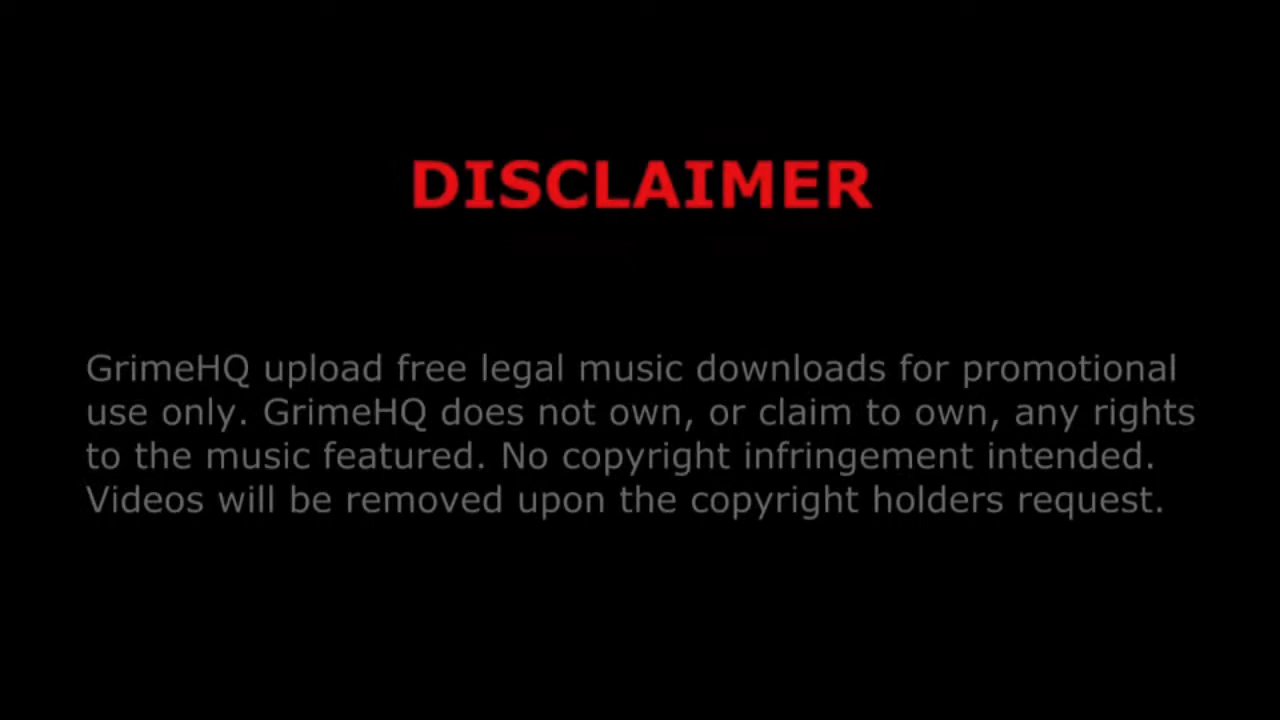 DISCLAIMER
GrimeHQ upload free legal music downloads for promotional
use only. GrimeHQ does not own, or claim to own, any rights
to the music featured. No copyright infringement intended.
Videos will be removed upon the copyright holders request.